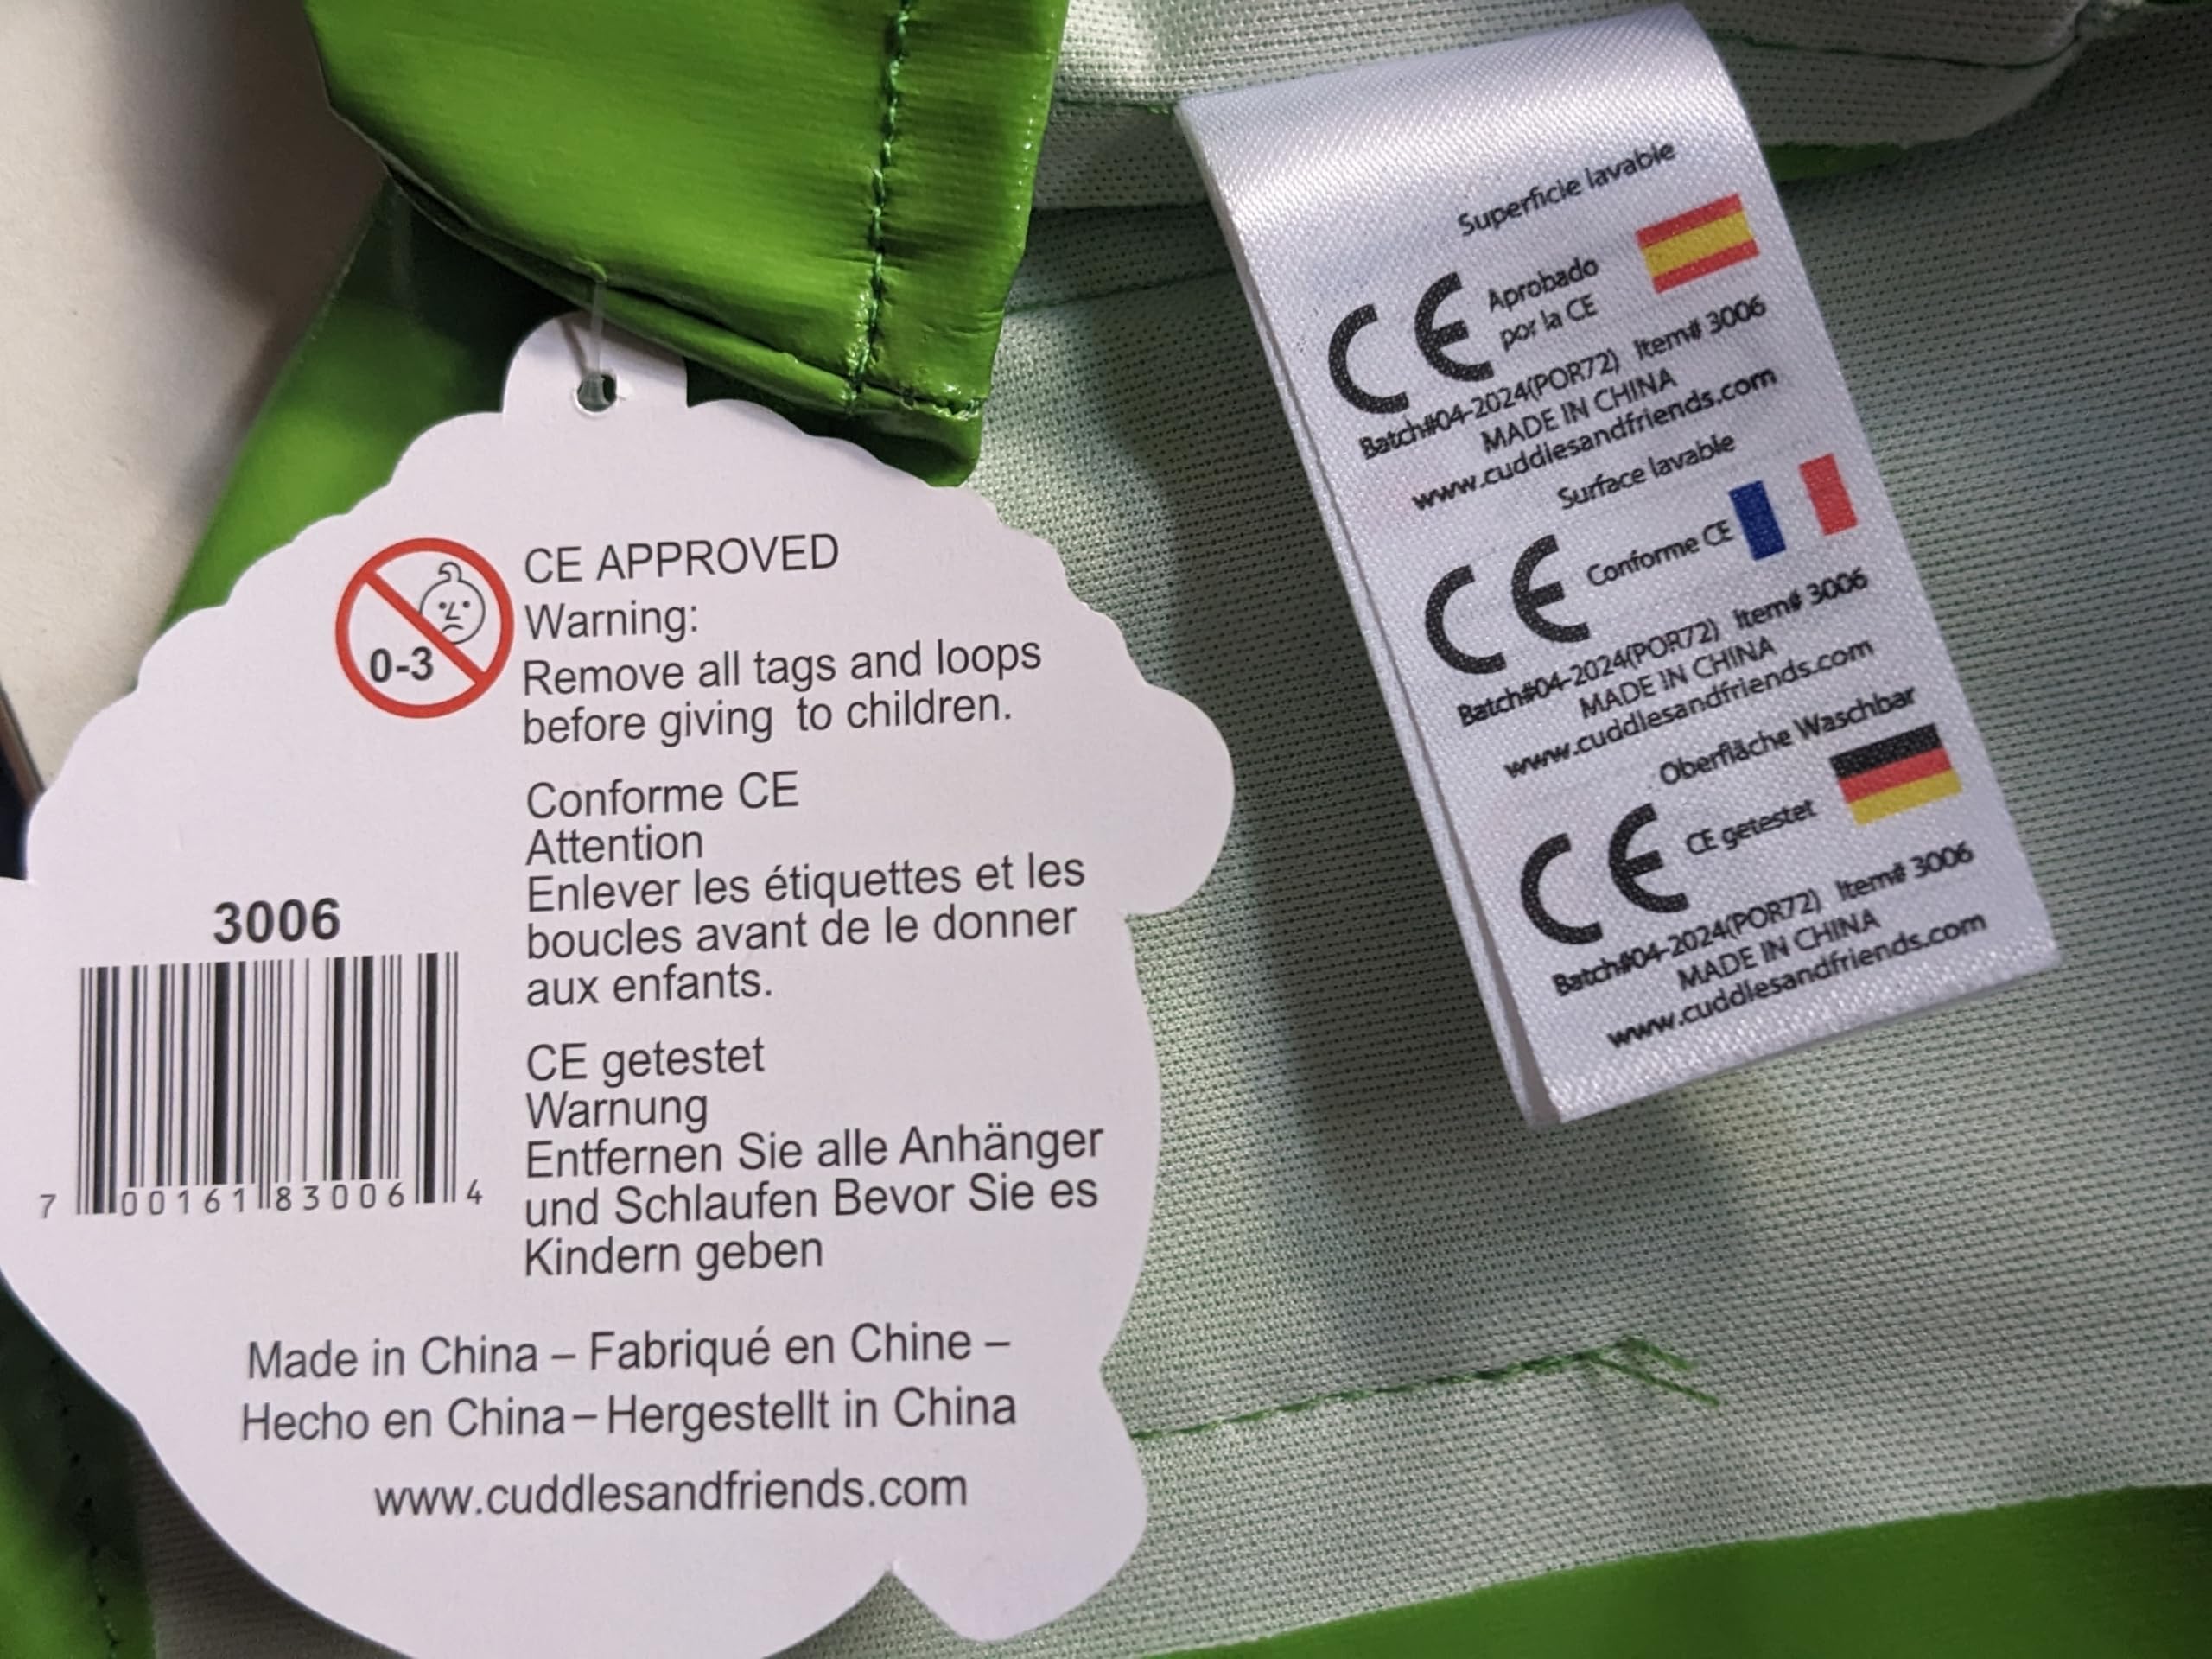 0-3
CE APPROVED
Warning:
Remove all tags and loops
before giving to children.
Conforme CE
Attention
Enlever les étiquettes et les
boucles avant de le donner
aux enfants.
CE getestet
Warnung
Entfernen Sie alle Anhänger
und Schlaufen Bevor Sie es
Kindern geben
3006
7 00161 83006 4
Made in China – Fabriqué en Chine –
Hecho en China – Hergestellt in China
www.cuddlesandfriends.com
Superficie lavable
CE Aprobado
por la CE
Batch#04-2024(POR72) Item# 3006
MADE IN CHINA
www.cuddlesandfriends.com
Surface lavable
CE Conforme CE
Batch#04-2024(POR72) Item# 3006
MADE IN CHINA
www.cuddlesandfriends.com
Oberfläche Waschbar
CE CE getestet
Batch#04-2024(POR72) Item# 3006
MADE IN CHINA
www.cuddlesandfriends.com